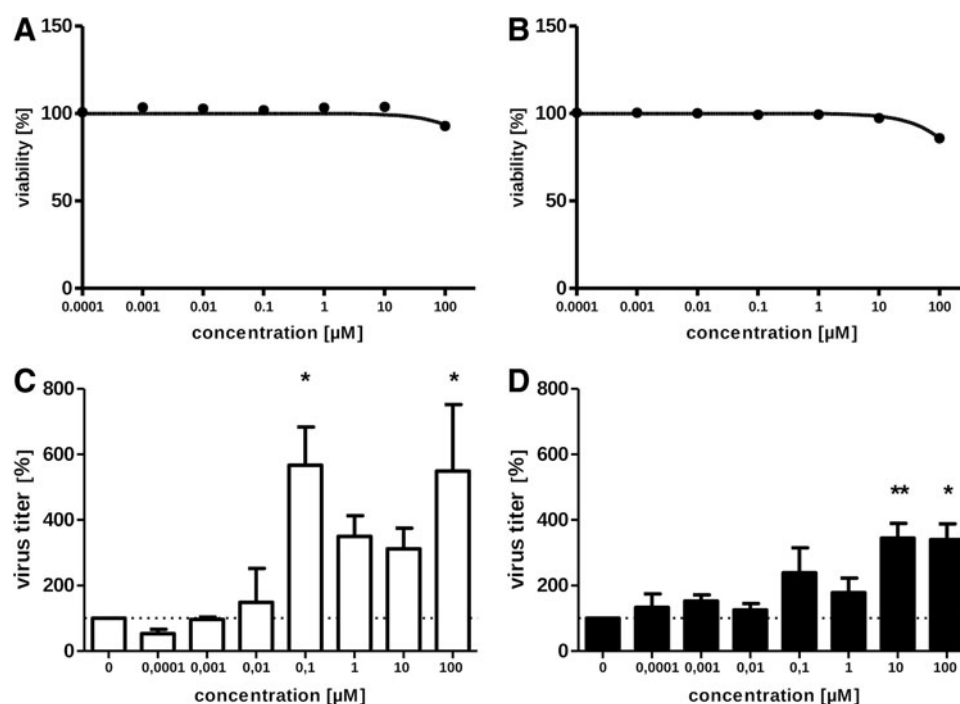 A
150
100
50
0
viability [%]
0.0001 0.001 0.01 0.1 1 10 100
concentration [µM]
B
150
100
50
0
viability [%]
0.0001 0.001 0.01 0.1 1 10 100
concentration [µM]
C
* *
800
600
400
200
0
virus titer [%]
0 0,0001 0,001 0,01 0,1 1 10 100
concentration [µM]
D
** *
800
600
400
200
0
virus titer [%]
0 0,0001 0,001 0,01 0,1 1 10 100
concentration [µM]